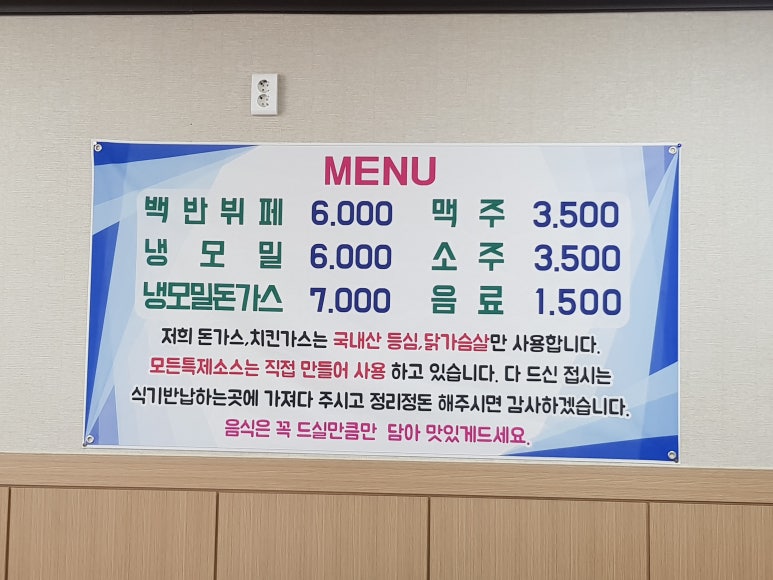 MENU
백반뷔페 6.000 맥주 3.500
냉모밀 6.000 소주 3.500
냉모밀돈가스 7.000 음료 1.500
저희 돈가스,치킨가스는 국내산 등심,닭가슴살만 사용합니다.
모든특제소스는 직접 만들어 사용 하고 있습니다. 다 드신 접시는
식기반납하는곳에 가져다 주시고 정리정돈 해주시면 감사하겠습니다.
음식은 꼭 드실만큼만 담아 맛있게드세요.